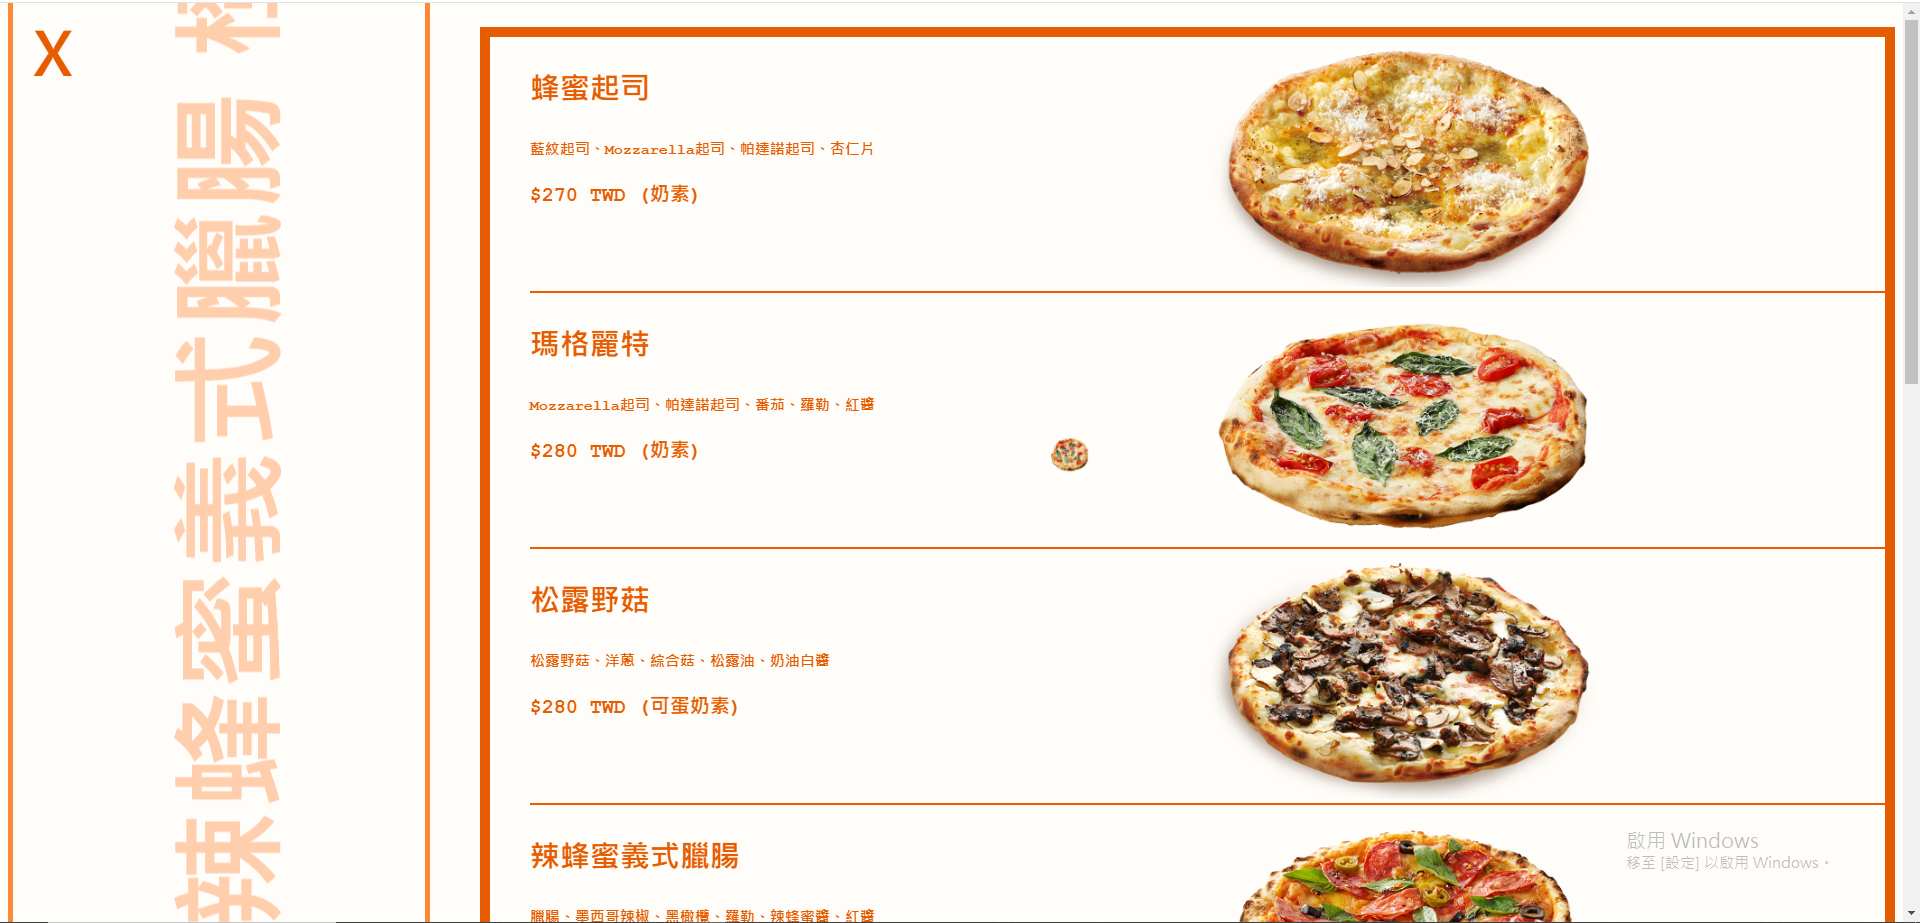 X
辣蜂蜜義式臘腸
蜂蜜起司
藍紋起司、Mozzarella起司、帕達諾起司、杏仁片
$270 TWD (奶素)
瑪格麗特
Mozzarella起司、帕達諾起司、番茄、羅勒、紅醬
$280 TWD (奶素)
松露野菇
松露野菇、洋蔥、綜合菇、松露油、奶油白醬
$280 TWD (可蛋奶素)
辣蜂蜜義式臘腸
臘腸、墨西哥辣椒、黑橄欖、羅勒、辣蜂蜜醬、紅醬
啟用 Windows
移至 [設定] 以啟用 Windows。